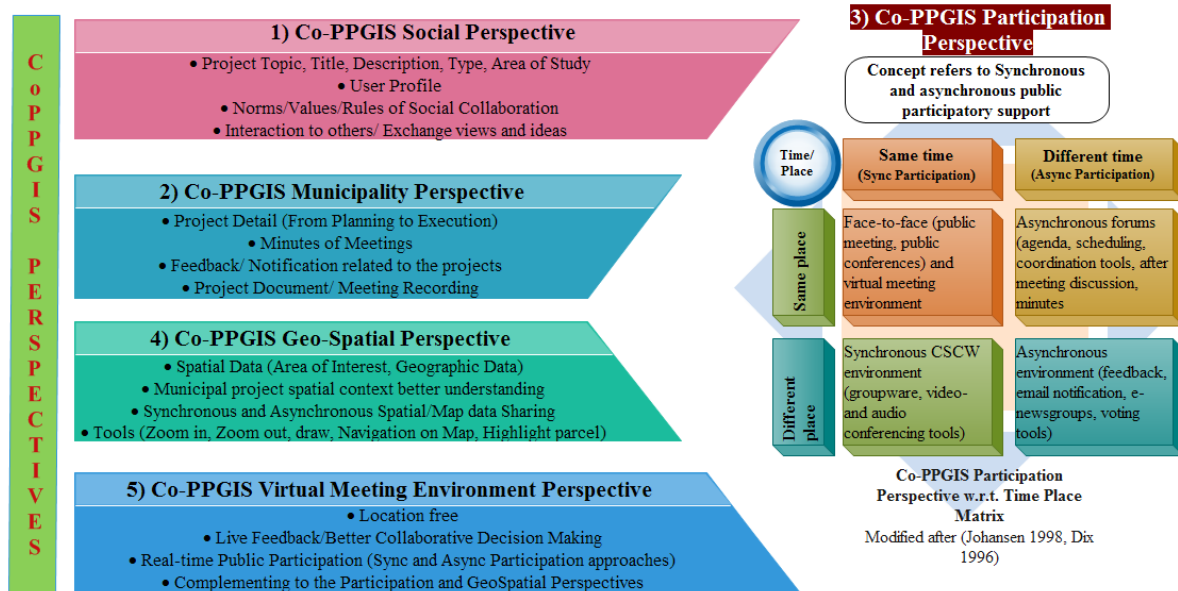 CoPPGIS PERSPECTIVES
1) Co-PPGIS Social Perspective
• Project Topic, Title, Description, Type, Area of Study
• User Profile
• Norms/Values/Rules of Social Collaboration
• Interaction to others/ Exchange views and ideas
2) Co-PPGIS Municipality Perspective
• Project Detail (From Planning to Execution)
• Minutes of Meetings
• Feedback/ Notification related to the projects
• Project Document/ Meeting Recording
4) Co-PPGIS Geo-Spatial Perspective
• Spatial Data (Area of Interest, Geographic Data)
• Municipal project spatial context better understanding
• Synchronous and Asynchronous Spatial/Map data Sharing
• Tools (Zoom in, Zoom out, draw, Navigation on Map, Highlight parcel)
5) Co-PPGIS Virtual Meeting Environment Perspective
• Location free
• Live Feedback/Better Collaborative Decision Making
• Real-time Public Participation (Sync and Async Participation approaches)
• Complementing to the Participation and GeoSpatial Perspectives
3) Co-PPGIS Participation
Perspective
Concept refers to Synchronous
and asynchronous public
participatory support
Time/
Place
Same time
(Sync Participation)
Different time
(Async Participation)
Same place
Face-to-face (public
meeting, public
conferences) and
virtual meeting
environment
Asynchronous forums
(agenda, scheduling,
coordination tools, after
meeting discussion,
minutes
Different
place
Synchronous CSCW
environment
(groupware, video-
and audio
conferencing tools)
Asynchronous
environment (feedback,
email notification, e-
newsgroups, voting
tools)
Co-PPGIS Participation
Perspective w.r.t. Time Place
Matrix
Modified after (Johansen 1998, Dix
1996)